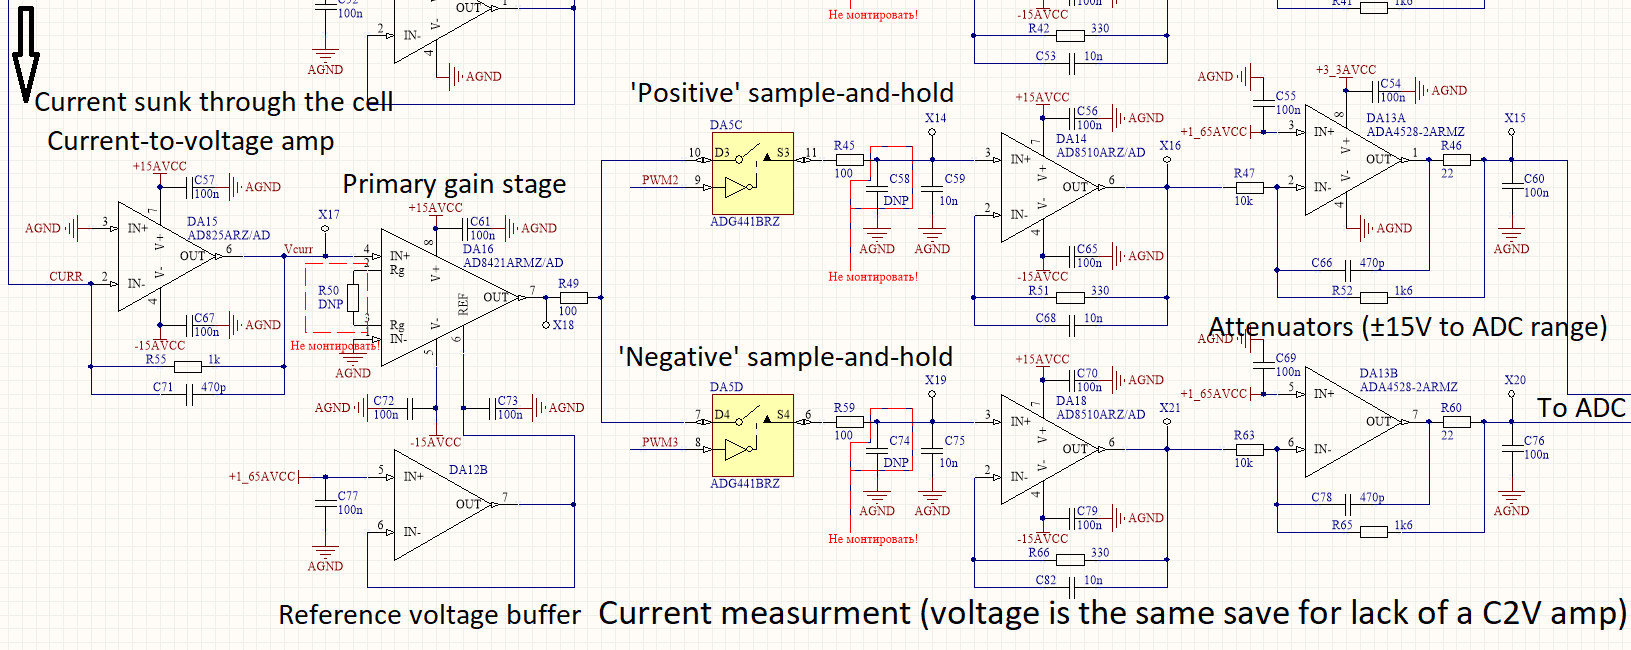 C52
100n
2
IN-
OUT
1
V-
4
AGND
AGND
Не монтировать!
-15AVCC
100n
R42
330
C53
10n
R41
1k6
Current sunk through the cell
Current-to-voltage amp
+15AVCC
C57
100n
AGND
AGND
3
IN+
7
V+
DA15
AD825ARZ/AD
OUT
6
CURR
2
IN-
V-
4
C67
100n
AGND
-15AVCC
R55
1k
C71
470p
Primary gain stage
+15AVCC
C61
100n
AGND
X17
Vcurr
8
DA16
AD8421ARMZ/AD
4
IN+
2
Rg
V+
R50
DNP
REF
OUT
7
3
Rg
1
IN-
V-
Не монтировать!
AGND
5
6
R49
100
X18
AGND
C72
100n
C73
100n
AGND
-15AVCC
+1_65AVCC
5
IN+
DA12B
OUT
7
C77
100n
6
IN-
AGND
Reference voltage buffer
'Positive' sample-and-hold
DA5C
10
D3
S3
11
PWM2
9
ADG441BRZ
R45
100
C58
DNP
C59
10n
AGND
AGND
Не монтировать!
X14
+15AVCC
C56
100n
AGND
7
DA14
AD8510ARZ/AD
3
IN+
V+
OUT
6
2
IN-
V-
4
C65
100n
AGND
-15AVCC
R51
330
C68
10n
X16
R47
10k
AGND
C55
100n
+3_3AVCC
C54
100n
AGND
8
DA13A
ADA4528-2ARMZ
+1_65AVCC
3
IN+
V+
OUT
1
2
IN-
V-
4
AGND
R46
22
X15
C60
100n
AGND
C66
470p
R52
1k6
'Negative' sample-and-hold
DA5D
7
D4
S4
6
PWM3
8
ADG441BRZ
R59
100
C74
DNP
C75
10n
AGND
AGND
Не монтировать!
X19
+15AVCC
C70
100n
AGND
7
DA18
AD8510ARZ/AD
3
IN+
V+
OUT
6
2
IN-
V-
4
C79
100n
AGND
-15AVCC
R66
330
C82
10n
X21
R63
10k
Attenuators (±15V to ADC range)
AGND
C69
100n
DA13B
ADA4528-2ARMZ
+1_65AVCC
5
IN+
OUT
7
6
IN-
R60
22
X20
To ADC
C76
100n
AGND
C78
470p
R65
1k6
Current measurment (voltage is the same save for lack of a C2V amp)